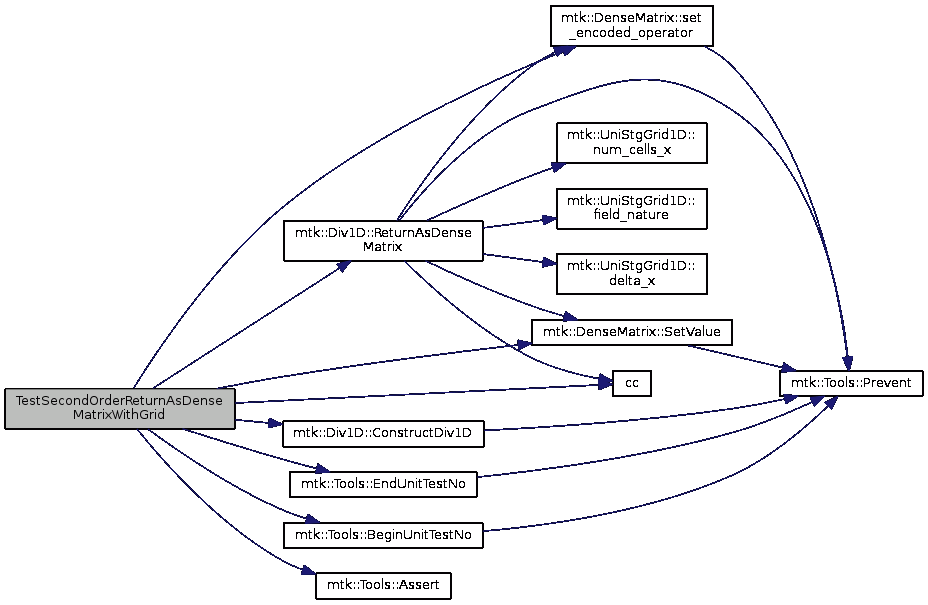 mtk::DenseMatrix::set
_encoded_operator
mtk::UniStgGrid1D::
num_cells_x
mtk::UniStgGrid1D::
field_nature
mtk::Div1D::ReturnAsDense
Matrix
mtk::UniStgGrid1D::
delta_x
mtk::DenseMatrix::SetValue
cc
mtk::Tools::Prevent
TestSecondOrderReturnAsDense
MatrixWithGrid
mtk::Div1D::ConstructDiv1D
mtk::Tools::EndUnitTestNo
mtk::Tools::BeginUnitTestNo
mtk::Tools::Assert